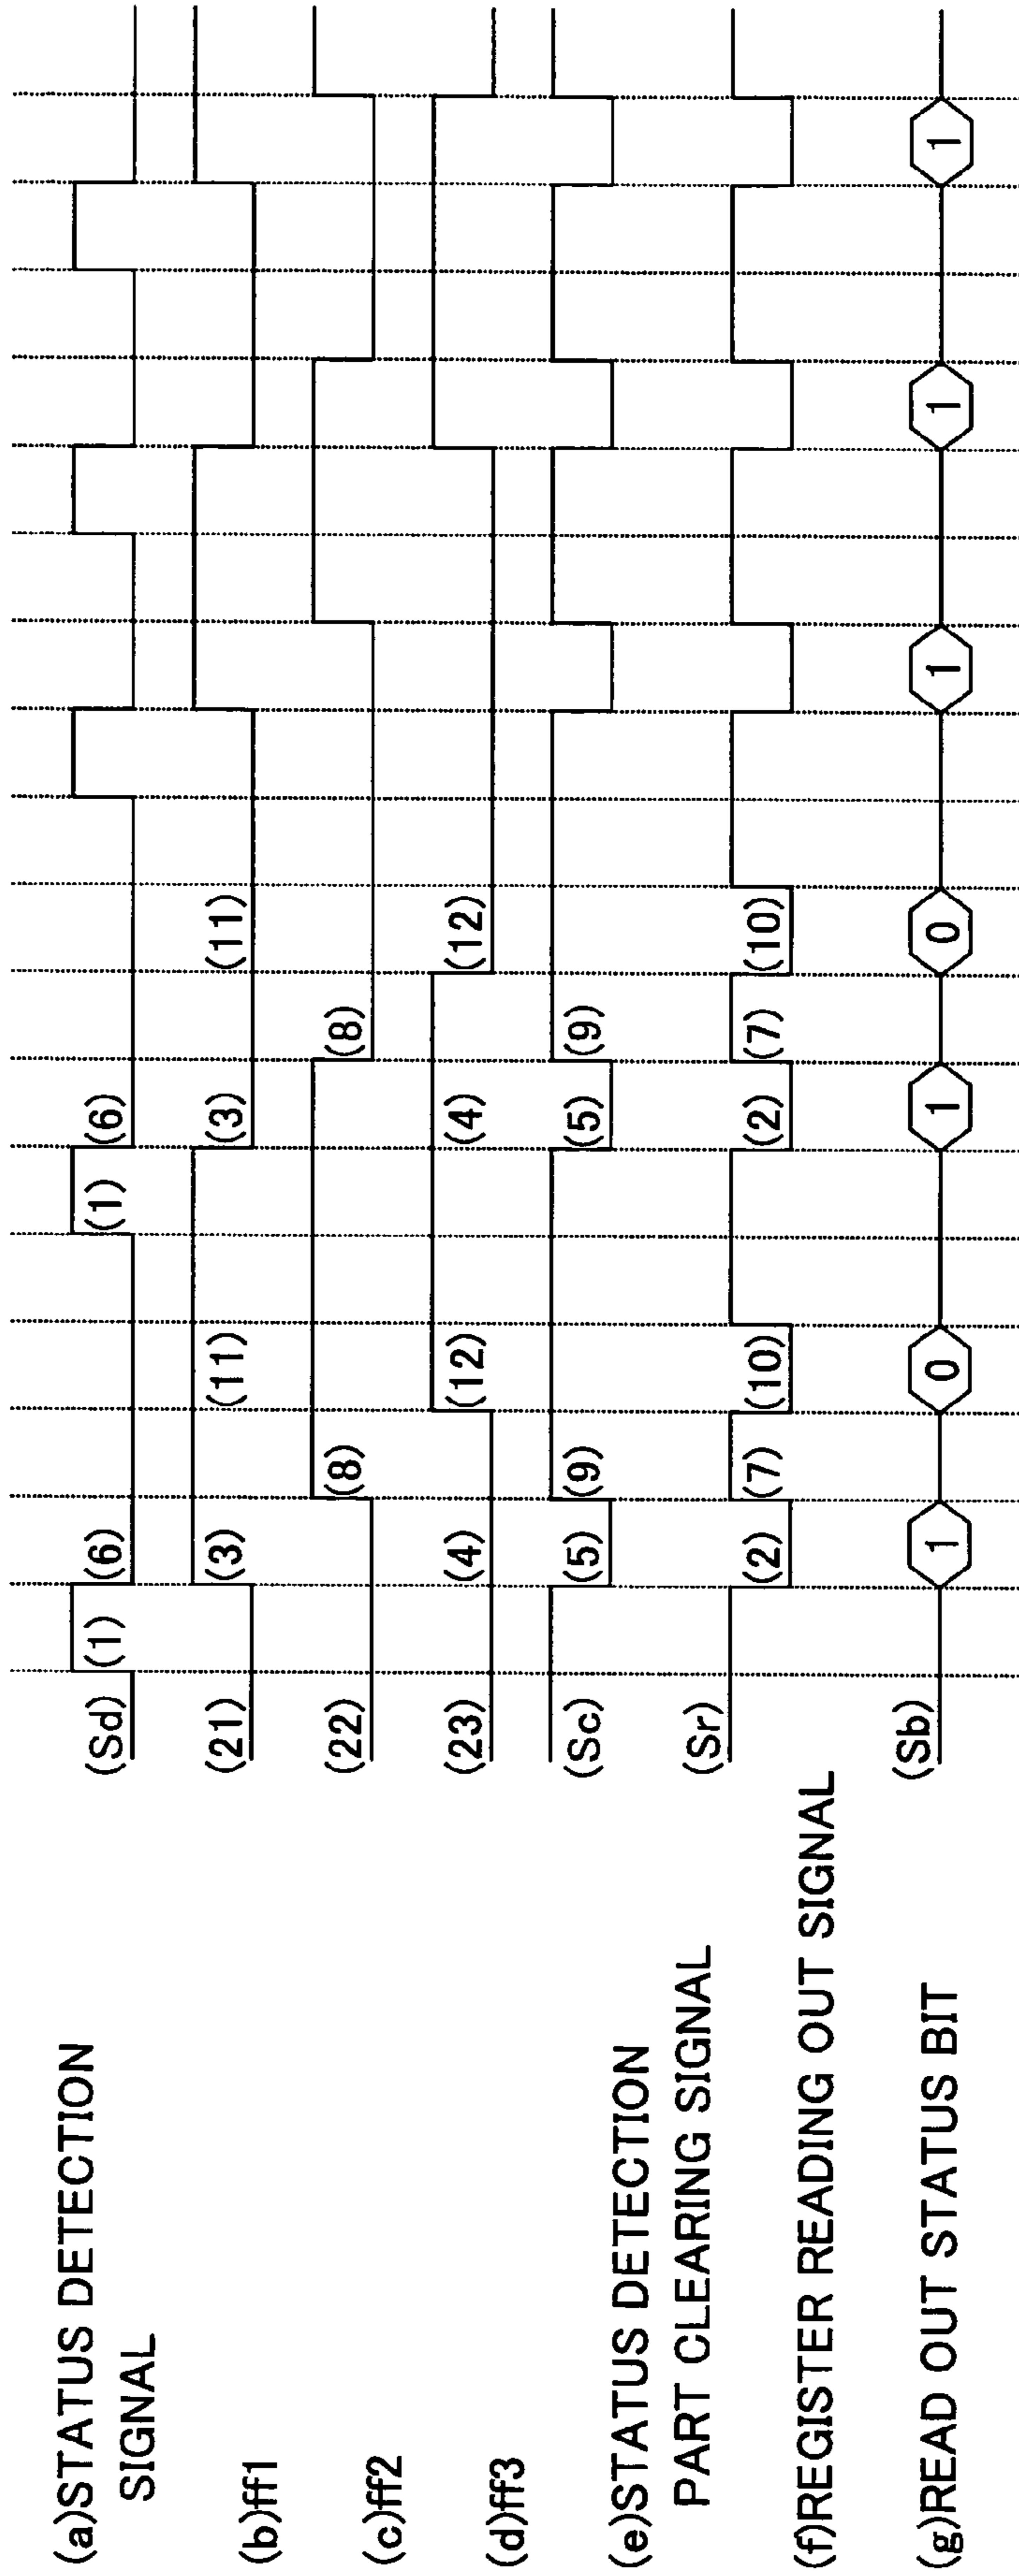 (a)STATUS DETECTION
SIGNAL
(Sd) (1) (6) (1) (6)
(b)ff1
(21) (3) (11) (3) (11)
(c)ff2
(22) (8) (8)
(d)ff3
(23) (4) (12) (4) (12)
(e)STATUS DETECTION
PART CLEARING SIGNAL
(Sc) (5) (9) (5) (9)
(f)REGISTER READING OUT SIGNAL
(Sr) (2) (7) (10) (2) (7) (10)
(g)READ OUT STATUS BIT
(Sb) 1 0 1 0 1 1 1